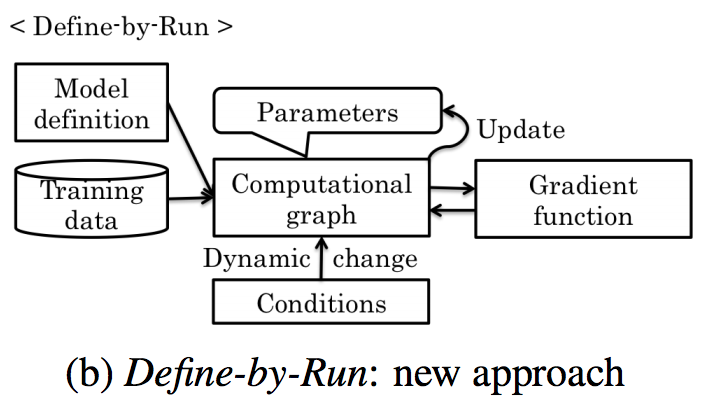 < Define-by-Run >
Model
definition
Training
data
Parameters
Update
Computational
graph
Gradient
function
Dynamic change
Conditions
(b) Define-by-Run: new approach